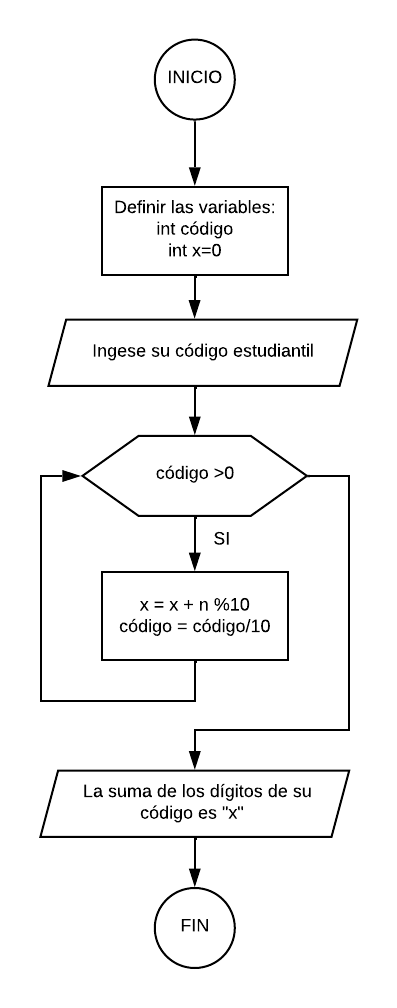 INICIO
Definir las variables:
int código
int x=0
Ingese su código estudiantil
código >0
SI
x = x + n %10
código = código/10
La suma de los dígitos de su
código es "x"
FIN